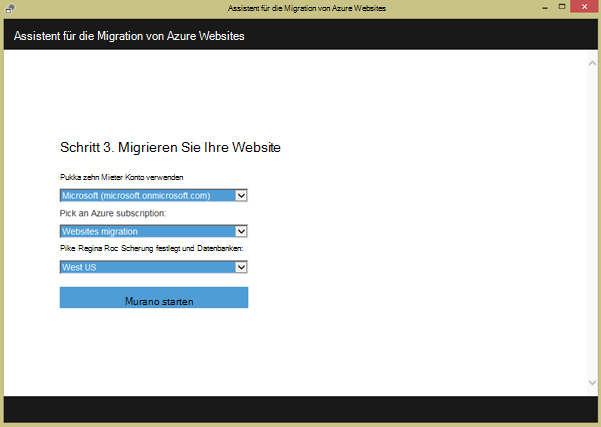 Assistent für die Migration von Azure Websites
Assistent für die Migration von Azure Websites
Schritt 3. Migrieren Sie Ihre Website
Pukka zehn Mieter Konto verwenden
Microsoft (microsoft.onmicrosoft.com)
Pick an Azure subscription:
Websites migration
Pike Regina Roc Scherung festlegt und Datenbanken:
West US
Murano starten